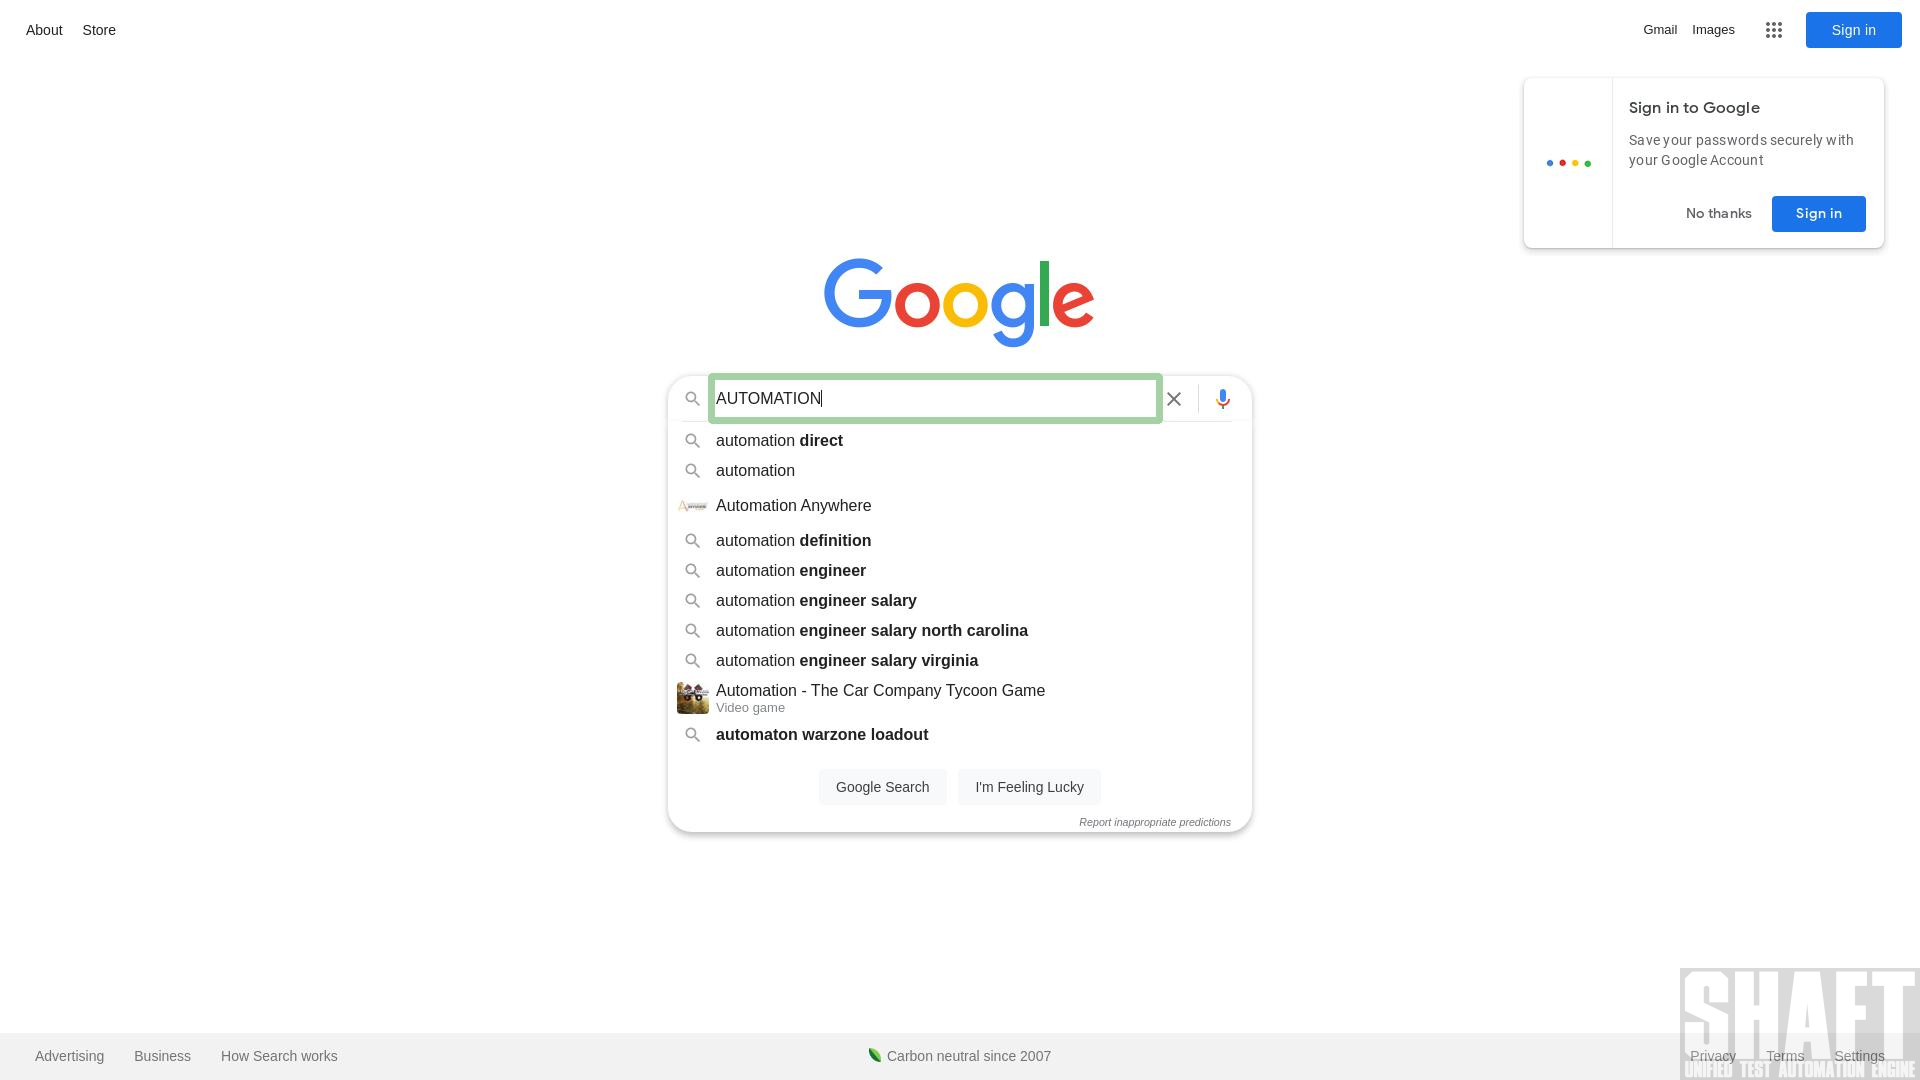 About Store
Gmail Images Sign in
Sign in to Google
Save your passwords securely with
your Google Account
No thanks Sign in
Google
AUTOMATION
automation direct
automation
Automation Anywhere
automation definition
automation engineer
automation engineer salary
automation engineer salary north carolina
automation engineer salary virginia
Automation - The Car Company Tycoon Game
Video game
automaton warzone loadout
Google Search I'm Feeling Lucky
Report inappropriate predictions
Advertising Business How Search works
Carbon neutral since 2007
Privacy Terms Settings
SHAFT
UNIFIED TEST AUTOMATION ENGINE